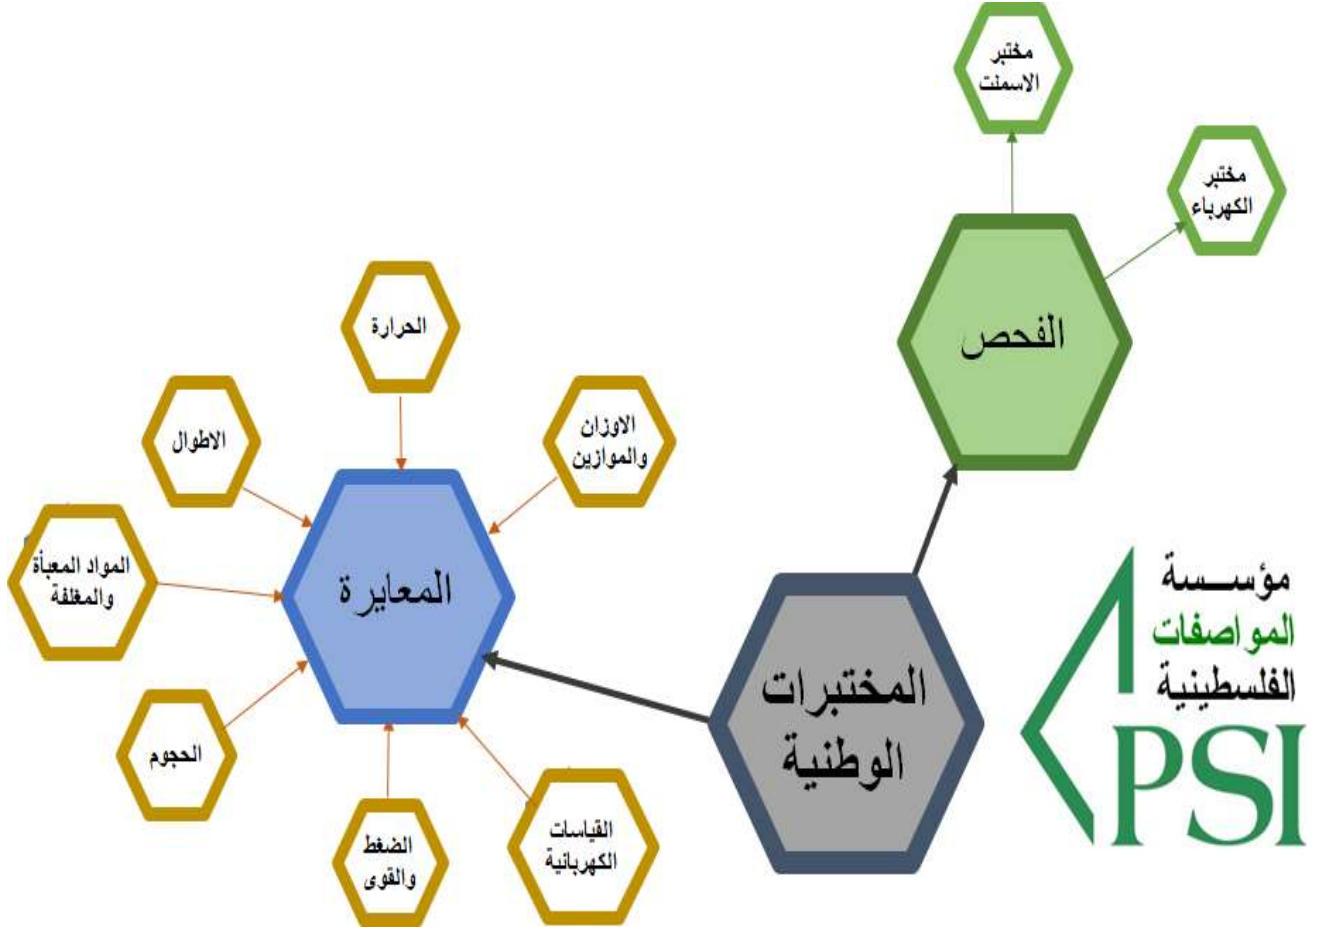 مختبر
الاسمنت
مختبر
الكهرباء
الفحص
الحرارة
الاوزان
والموازين
الاطوال
المواد المعبأة
والمغلفة
المعايرة
الحجوم
الضغط
والقوى
القياسات
الكهربائية
المختبرات
الوطنية
مؤسسة
المواصفات
الفلسطينية
PSI